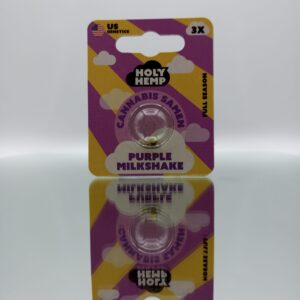 US
GENETICS
3X
HOLY
HEMP
CANNABIS SAMEN
FULL SEASON
PURPLE
MILKSHAKE